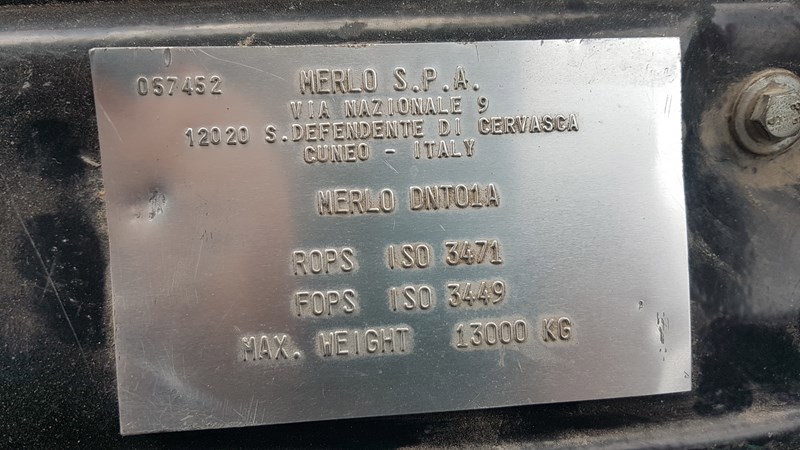 057452 MERLO S.P.A.
VIA NAZIONALE 9
12020 S.DEFENDENTE DI CERVASCA
CUNEO - ITALY
MERLO DNT01A
ROPS ISO 3471
FOPS ISO 3449
MAX. WEIGHT 13000 KG